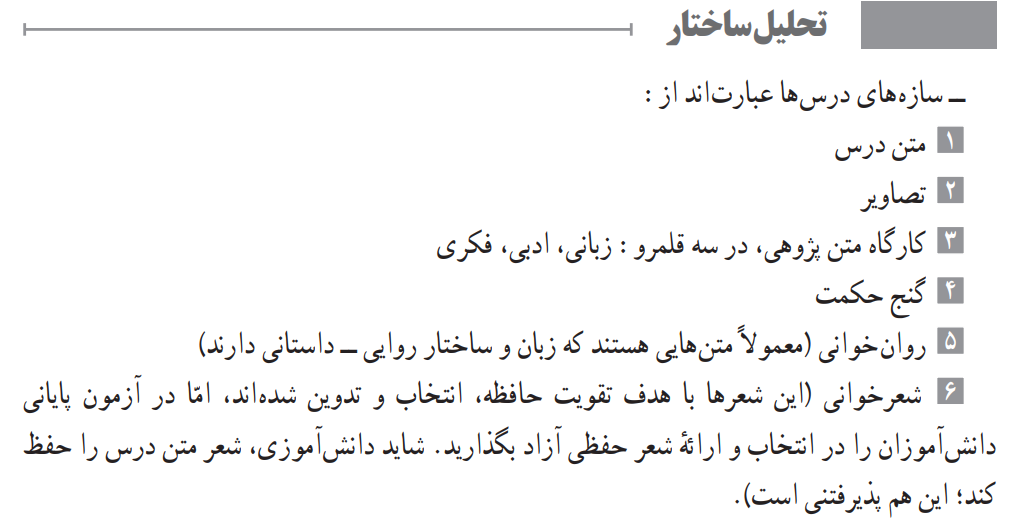 تحلیل ساختار
ــ سازه‌های درس‌ها عبارت‌اند از :
۱ متن درس
۲ تصاویر
۳ کارگاه متن پژوهی، در سه قلمرو : زبانی، ادبی، فکری
۴ گنج حکمت
۵ روان‌خوانی (معمولاً متن‌هایی هستند که زبان و ساختار روایی ــ داستانی دارند)
۶ شعرخوانی (این شعرها با هدف تقویت حافظه، انتخاب و تدوین شده‌اند، امّا در آزمون پایانی
دانش‌آموزان را در انتخاب و ارائهٔ شعر حفظی آزاد بگذارید. شاید دانش‌آموزی، شعر متن درس را حفظ
کند؛ این هم پذیرفتنی است).